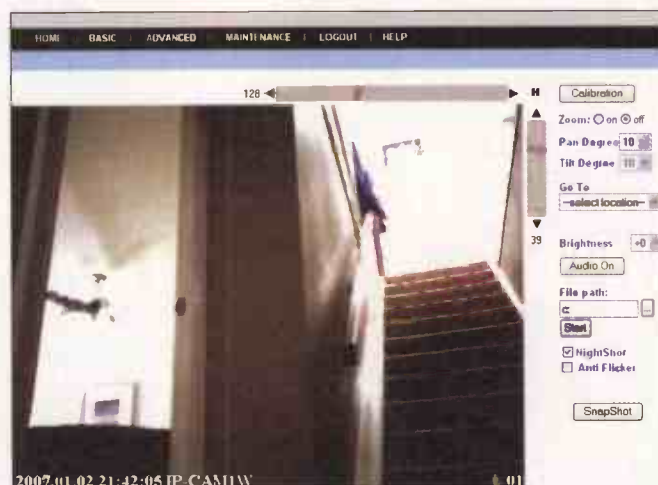 HOME BASIC ADVANCED MAINTENANCE LOGOUT HELP
128
H
Calibration
Zoom: on off
Pan Degree 10
Tilt Degree 10
Go To
--select location--
39
Brightness +0
Audio On
File path:
c:
Start
NightShot
Anti Flicker
SnapShot
2007.01.02 21:42:05 IP-CAM1W
01